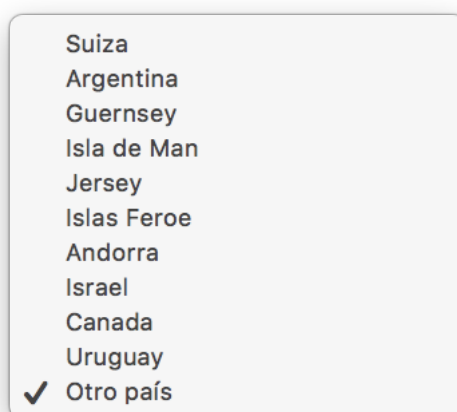 Suiza
Argentina
Guernsey
Isla de Man
Jersey
Islas Feroe
Andorra
Israel
Canada
Uruguay
Otro país